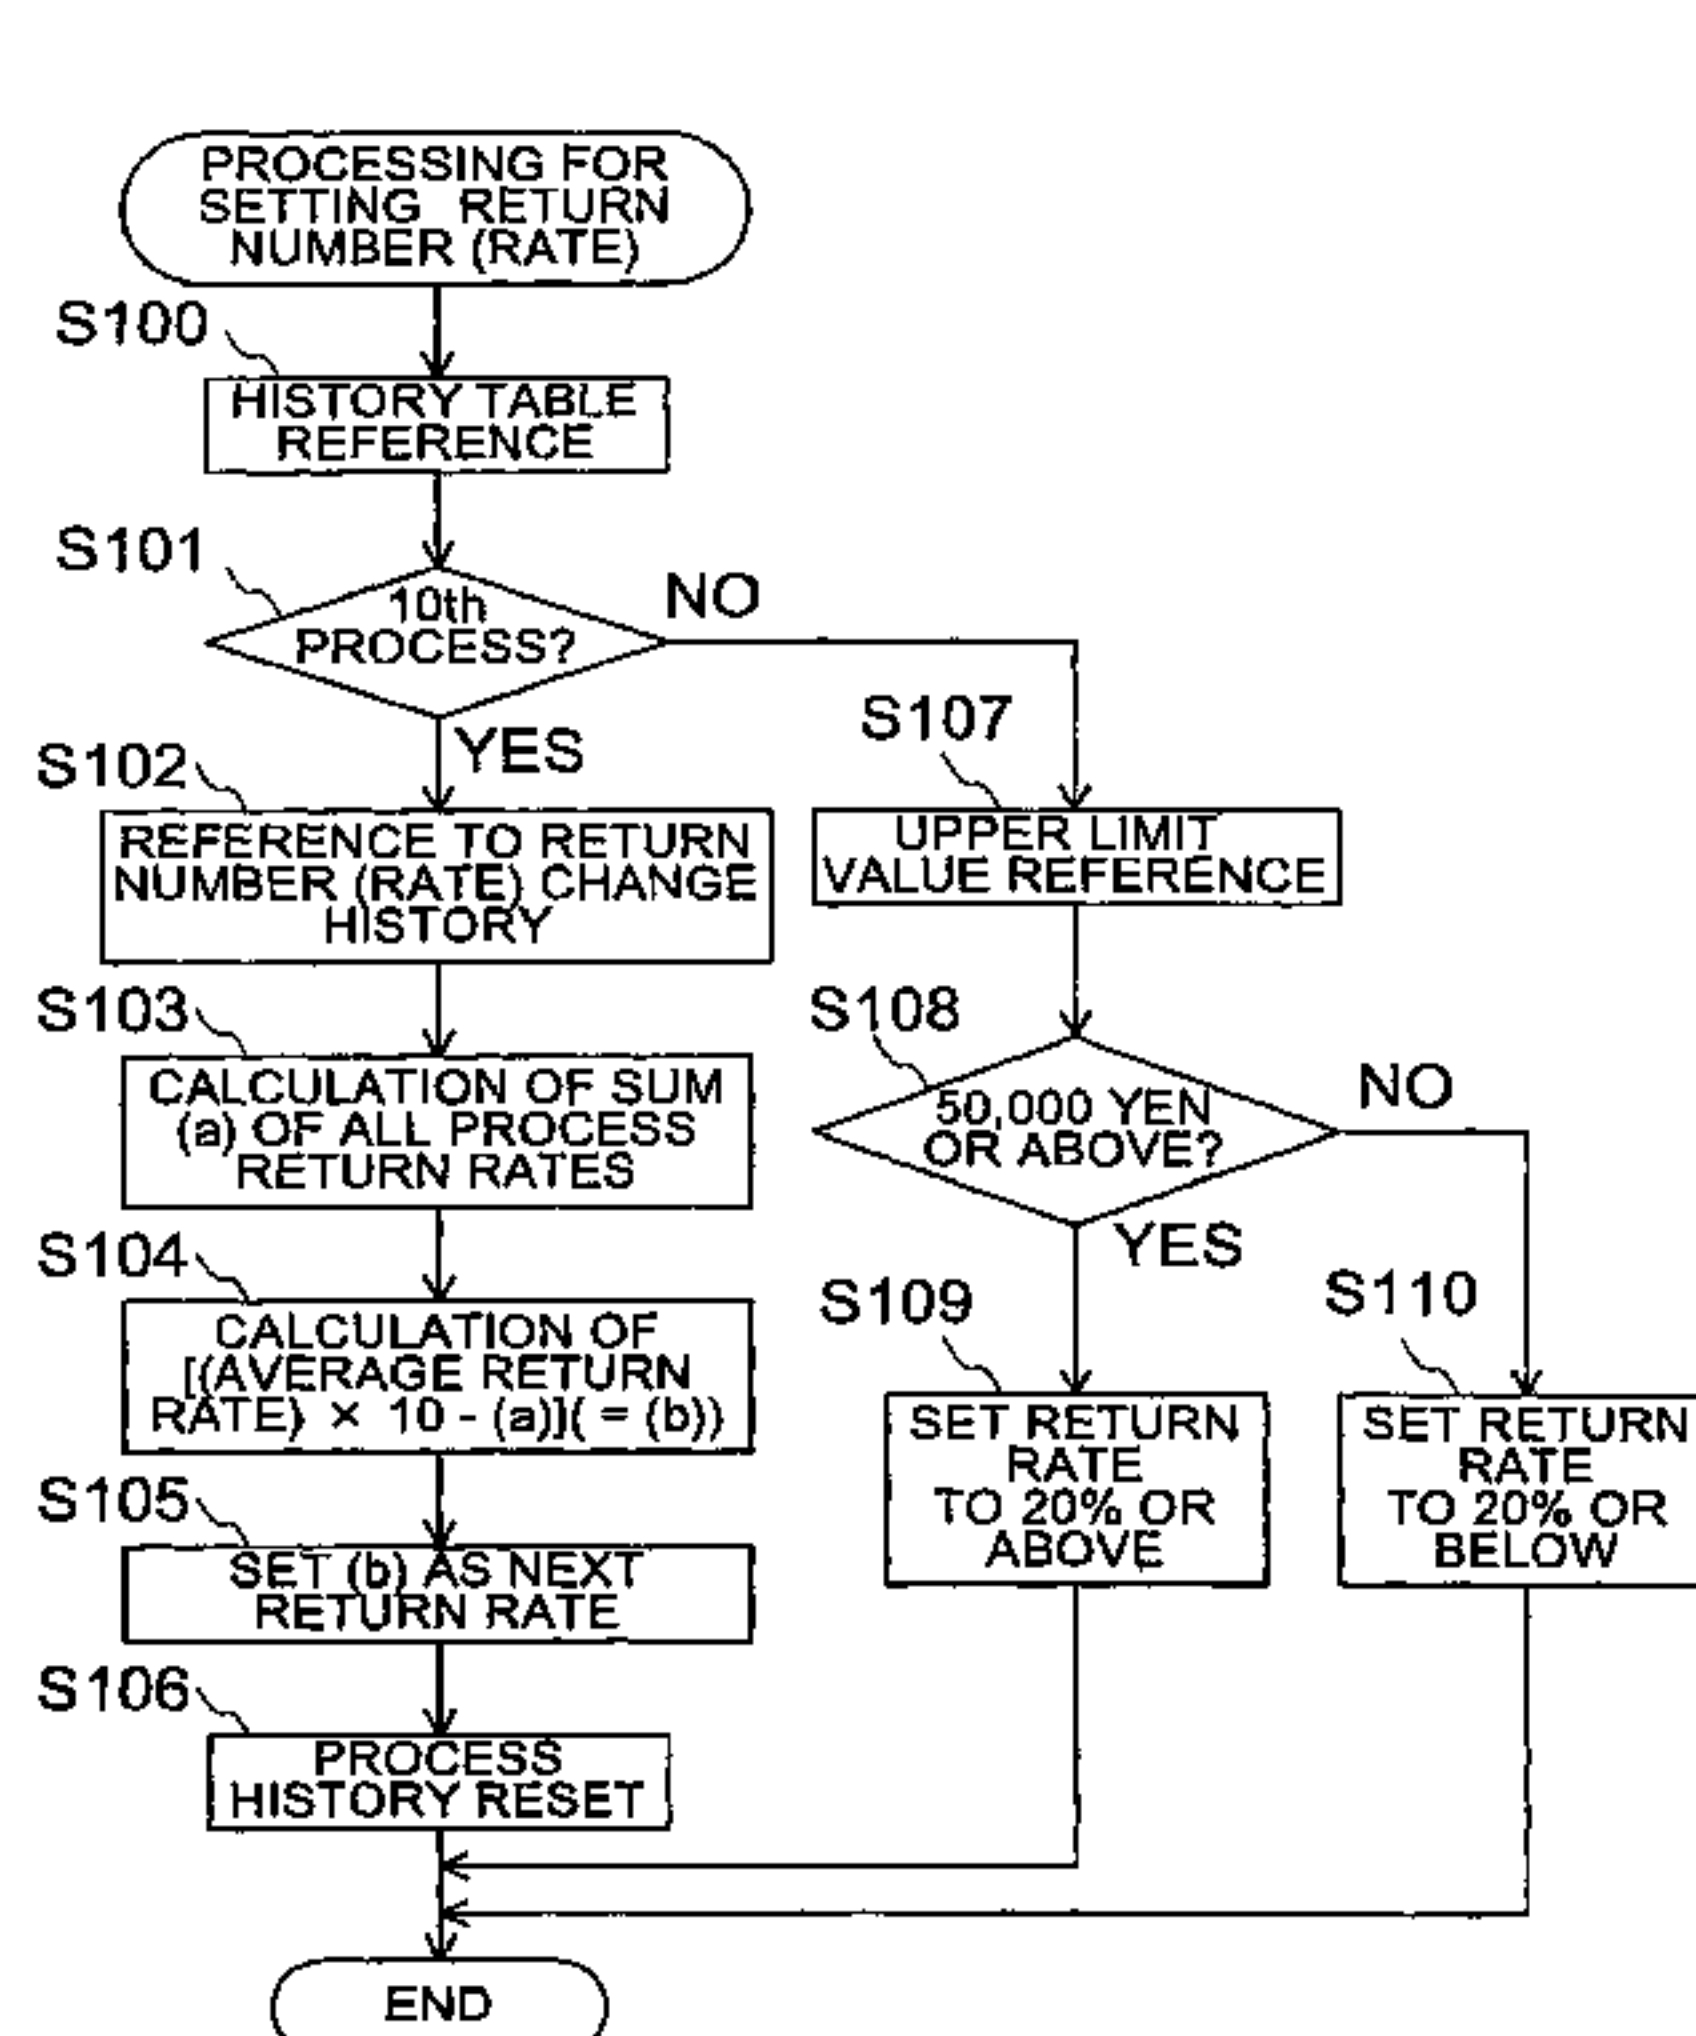 PROCESSING FOR
SETTING RETURN
NUMBER (RATE)
S100
HISTORY TABLE
REFERENCE
S101
10th
PROCESS?
NO
YES
S102
REFERENCE TO RETURN
NUMBER (RATE) CHANGE
HISTORY
S103
CALCULATION OF SUM
(a) OF ALL PROCESS
RETURN RATES
S104
CALCULATION OF
[(AVERAGE RETURN
RATE) × 10 - (a)]( = (b))
S105
SET (b) AS NEXT
RETURN RATE
S106
PROCESS
HISTORY RESET
S107
UPPER LIMIT
VALUE REFERENCE
S108
50,000 YEN
OR ABOVE?
NO
YES
S109
SET RETURN
RATE
TO 20% OR
ABOVE
S110
SET RETURN
RATE
TO 20% OR
BELOW
END